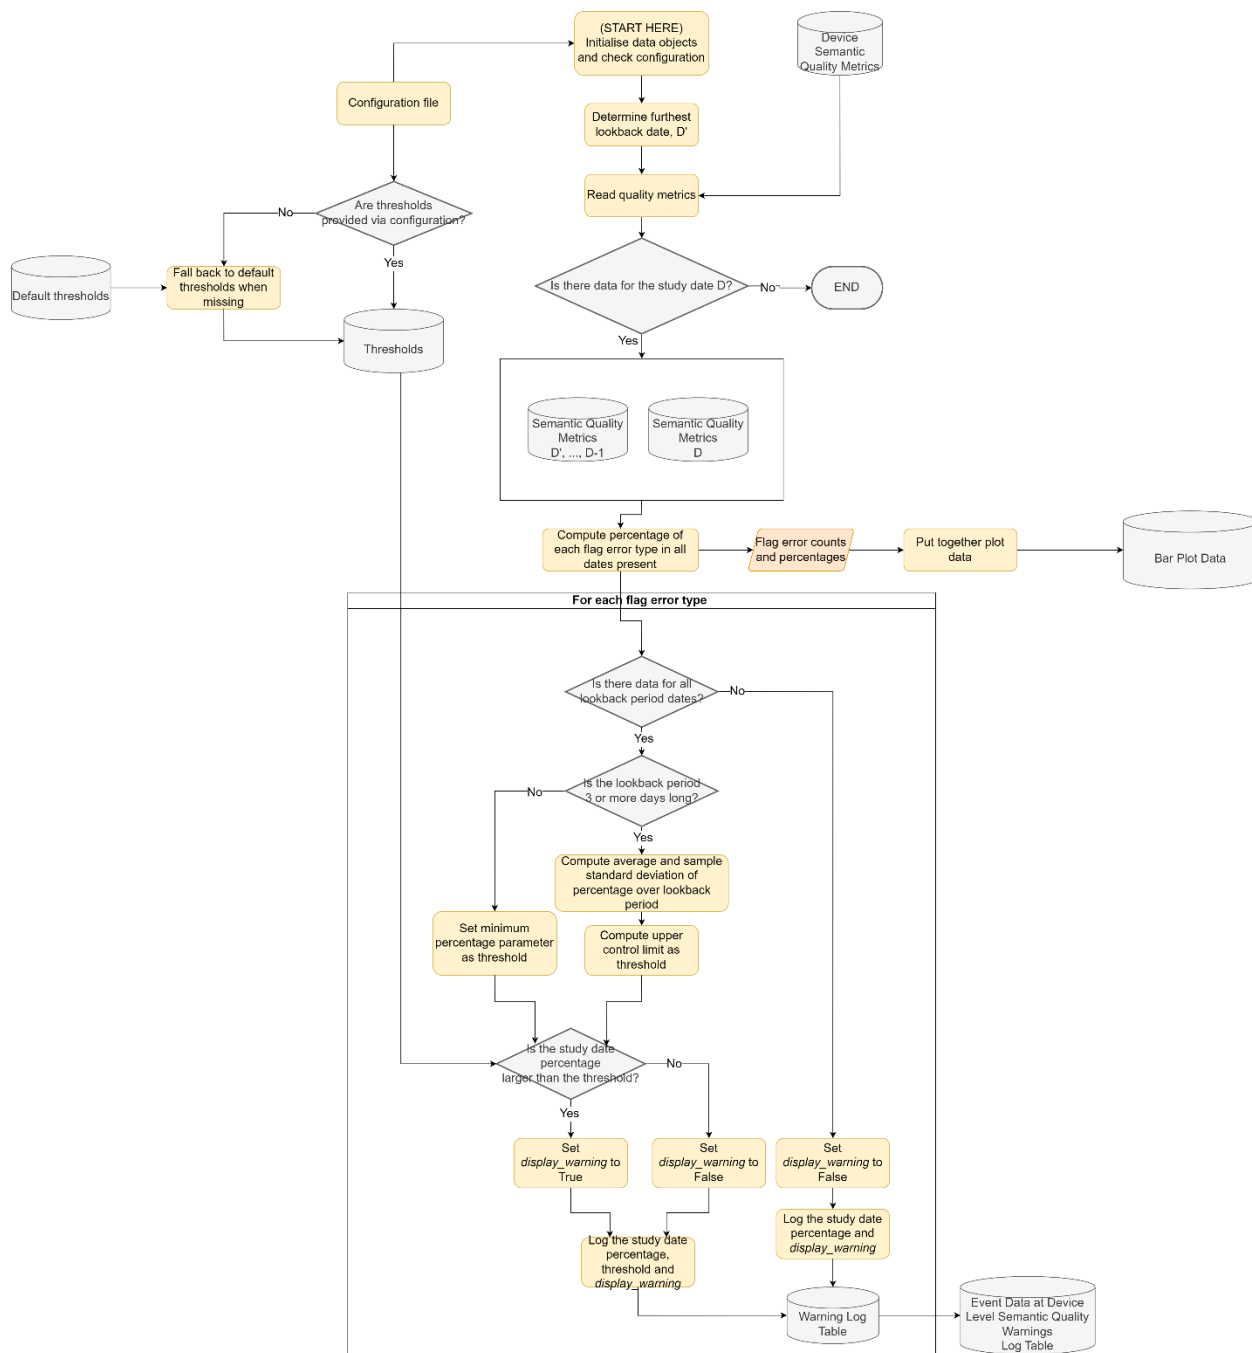 (START HERE)
Initialise data objects
and check configuration
Device
Semantic
Quality Metrics
Configuration file
Determine furthest
lookback date, D'
Read quality metrics
Are thresholds
provided via configuration?
No
Yes
Default thresholds
Fall back to default
thresholds when
missing
Thresholds
Is there data for the study date D?
No
END
Yes
Semantic Quality
Metrics
D', ..., D-1
Semantic Quality
Metrics
D
Compute percentage of
each flag error type in all
dates present
Flag error counts
and percentages
Put together plot
data
Bar Plot Data
For each flag error type
Is there data for all
lookback period dates?
No
Yes
Is the lookback period
3 or more days long?
No
Yes
Compute average and sample
standard deviation of
percentage over lookback
period
Set minimum
percentage parameter
as threshold
Compute upper
control limit as
threshold
Is the study date
percentage
larger than the threshold?
No
Yes
Set
display_warning to
True
Set
display_warning to
False
Set
display_warning to
False
Log the study date
percentage and
display_warning
Log the study date
percentage,
threshold and
display_warning
Warning Log
Table
Event Data at Device
Level Semantic Quality
Warnings
Log Table